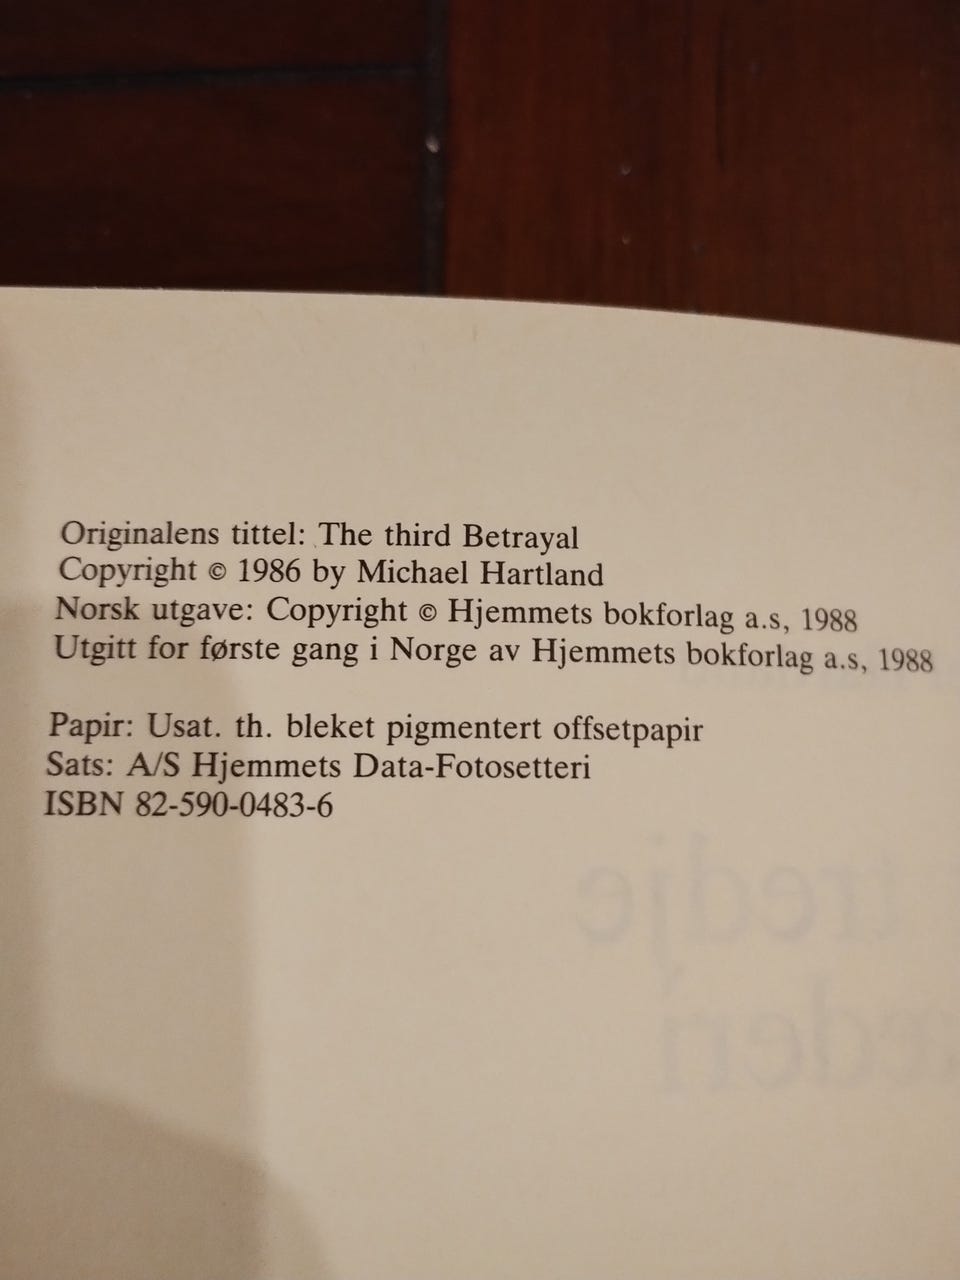 Originalens tittel: The third Betrayal
Copyright © 1986 by Michael Hartland
Norsk utgave: Copyright © Hjemmets bokforlag a.s, 1988
Utgitt for første gang i Norge av Hjemmets bokforlag a.s, 1988
Papir: Usat. th. bleket pigmentert offsetpapir
Sats: A/S Hjemmets Data-Fotosetteri
ISBN 82-590-0483-6
tredje